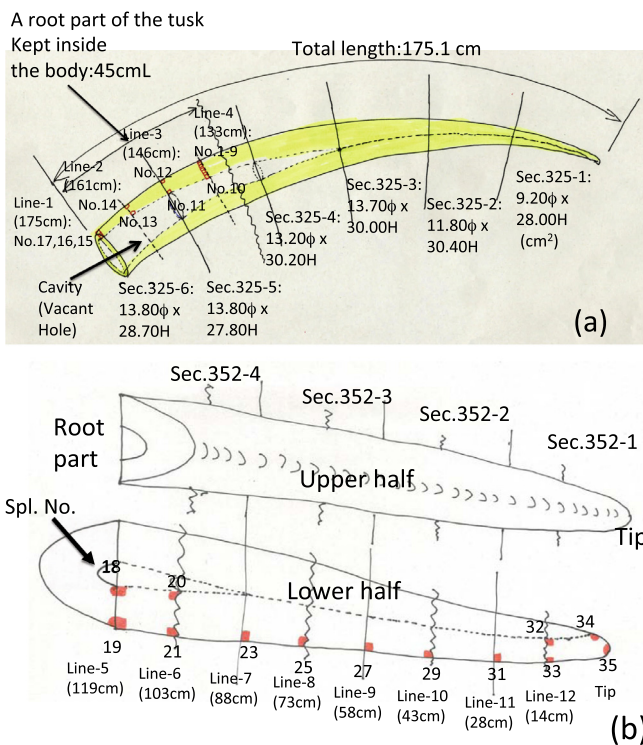 A root part of the tusk
Kept inside
the body:45cmL
Total length:175.1 cm
Line-4
(133cm):
No.1-9
Line-3
(146cm):
No.12
Line-2
(161cm):
No.14
Line-1
(175cm):
No.17,16,15
No.13
No.11
No.10
Sec.325-1:
9.20ϕ x
28.00H
(cm²)
Sec.325-2:
11.80ϕ x
30.40H
Sec.325-3:
13.70ϕ x
30.00H
Sec.325-4:
13.20ϕ x
30.20H
Sec.325-5:
13.80ϕ x
27.80H
Sec.325-6:
13.80ϕ x
28.70H
Cavity
(Vacant
Hole)
(a)
Sec.352-4
Sec.352-3
Sec.352-2
Sec.352-1
Root
part
Upper half
Tip
Spl. No.
18
20
Lower half
32
34
19
21
23
25
27
29
31
33
35
Line-5
(119cm)
Line-6
(103cm)
Line-7
(88cm)
Line-8
(73cm)
Line-9
(58cm)
Line-10
(43cm)
Line-11
(28cm)
Line-12
(14cm)
Tip
(b)